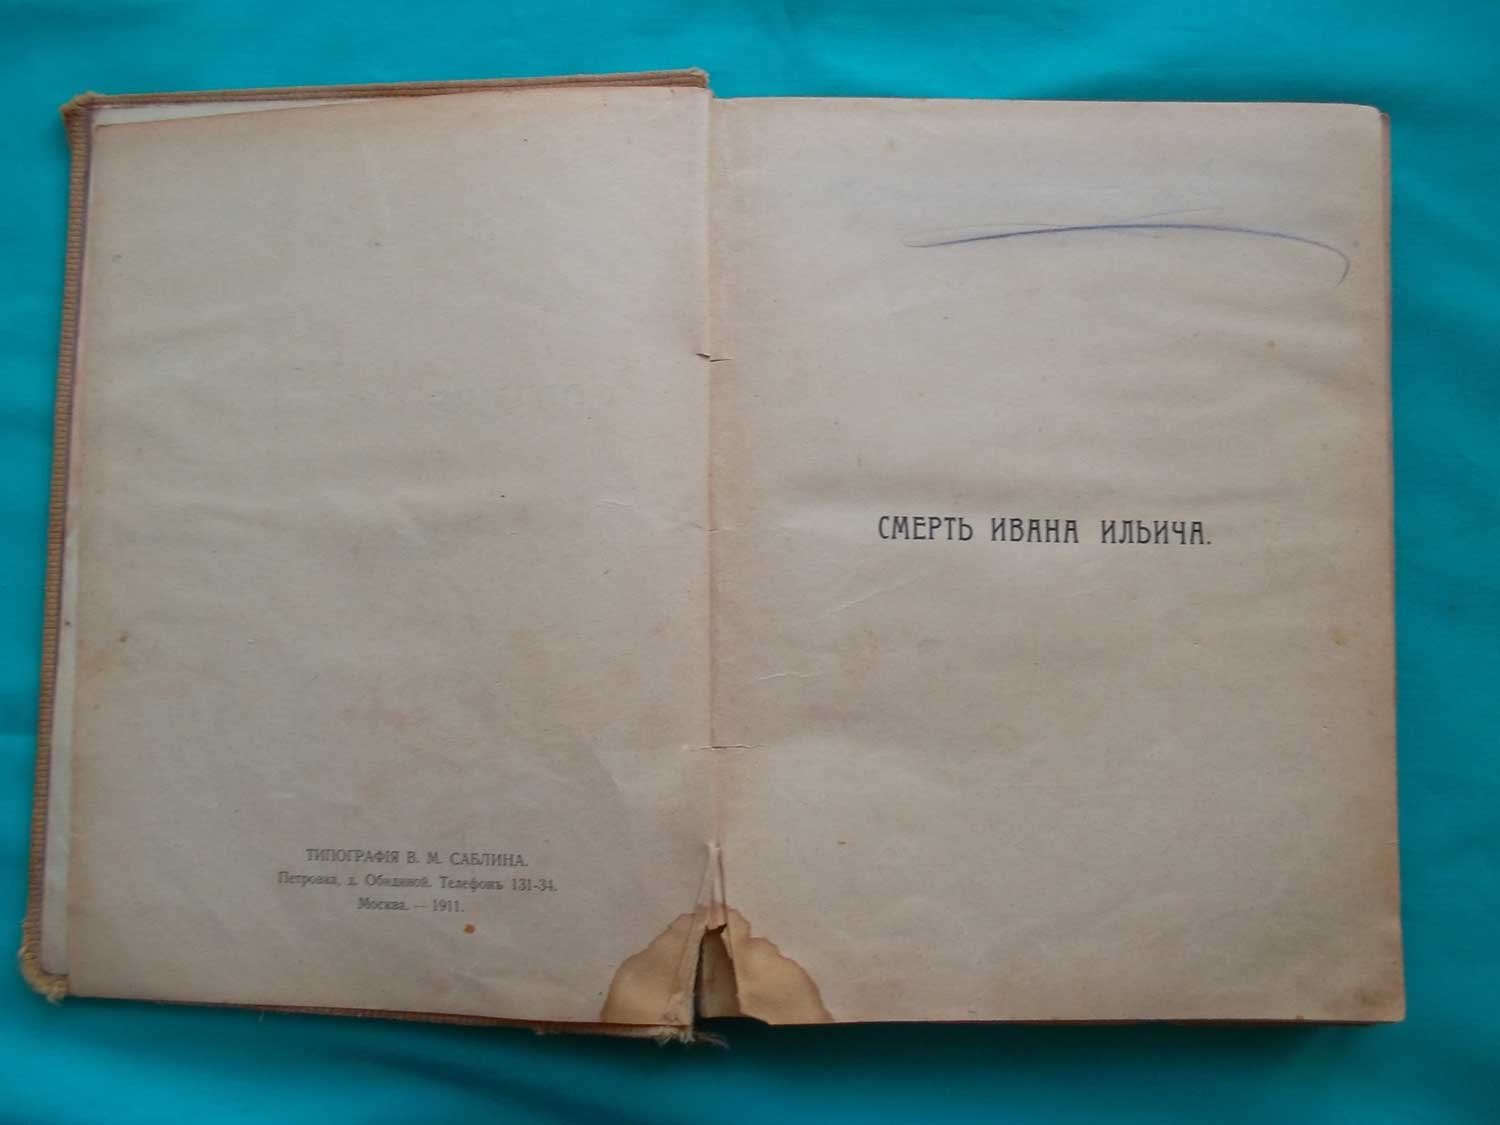 ТИПОГРАФІЯ В. М. САБЛИНА.
Петровка, д. Обидиной. Телефонъ 131-34.
Москва. — 1911.
СМЕРТЬ ИВАНА ИЛЬИЧА.